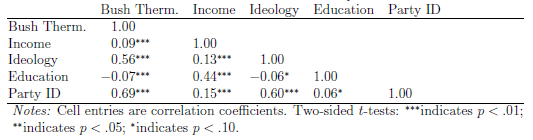 Bush Therm. Income Ideology Education Party ID
Bush Therm. 1.00
Income 0.09*** 1.00
Ideology 0.56*** 0.13*** 1.00
Education −0.07*** 0.44*** −0.06* 1.00
Party ID 0.69*** 0.15*** 0.60*** 0.06* 1.00
Notes: Cell entries are correlation coefficients. Two-sided t-tests: ***indicates p < .01;
**indicates p < .05; *indicates p < .10.